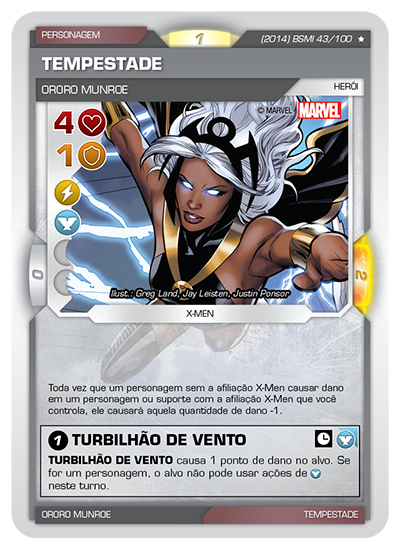 PERSONAGEM
1
(2014) BSMI 43/100 ★
TEMPESTADE
ORORO MUNROE
HERÓI
© MARVEL MARVEL
4
1
0
2
Ilust.: Greg Land, Jay Leisten, Justin Ponsor
X-MEN
Toda vez que um personagem sem a afiliação X-Men causar dano
em um personagem ou suporte com a afiliação X-Men que você
controla, ele causará aquela quantidade de dano -1.
1 TURBILHÃO DE VENTO
TURBILHÃO DE VENTO causa 1 ponto de dano no alvo. Se
for um personagem, o alvo não pode usar ações de
neste turno.
ORORO MUNROE
TEMPESTADE